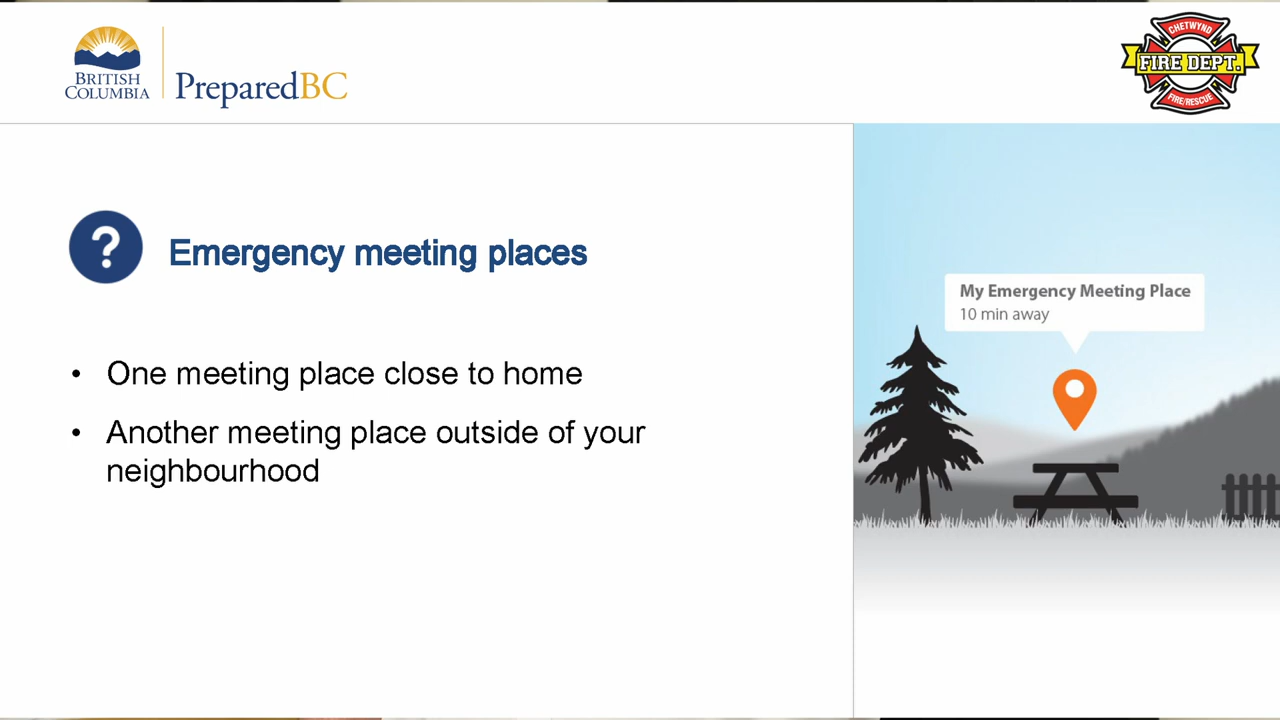 BRITISH
COLUMBIA
PreparedBC
CHETWYND
FIRE DEPT.
FIRE/RESCUE
?
Emergency meeting places
• One meeting place close to home
• Another meeting place outside of your
neighbourhood
My Emergency Meeting Place
10 min away